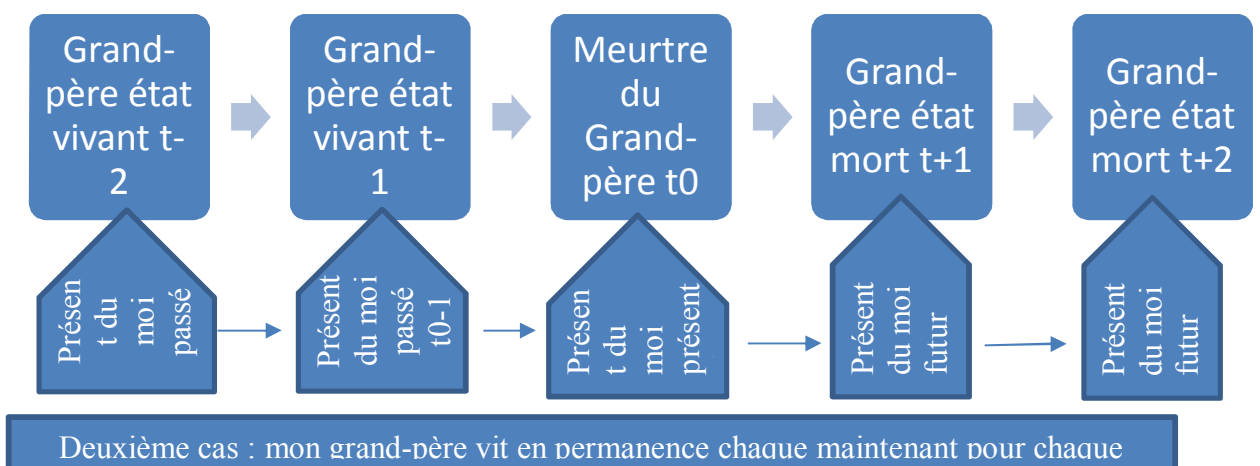 Grand-
père état
vivant t-
2
Grand-
père état
vivant t-
1
Meurtre
du
Grand-
père t0
Grand-
père état
mort t+1
Grand-
père état
mort t+2
Présen
t du
moi
passé
Présent
du moi
passé
t0-1
Présen
t du
moi
présent
Présent
du moi
futur
Présent
du moi
futur
Deuxième cas : mon grand-père vit en permanence chaque maintenant pour chaque